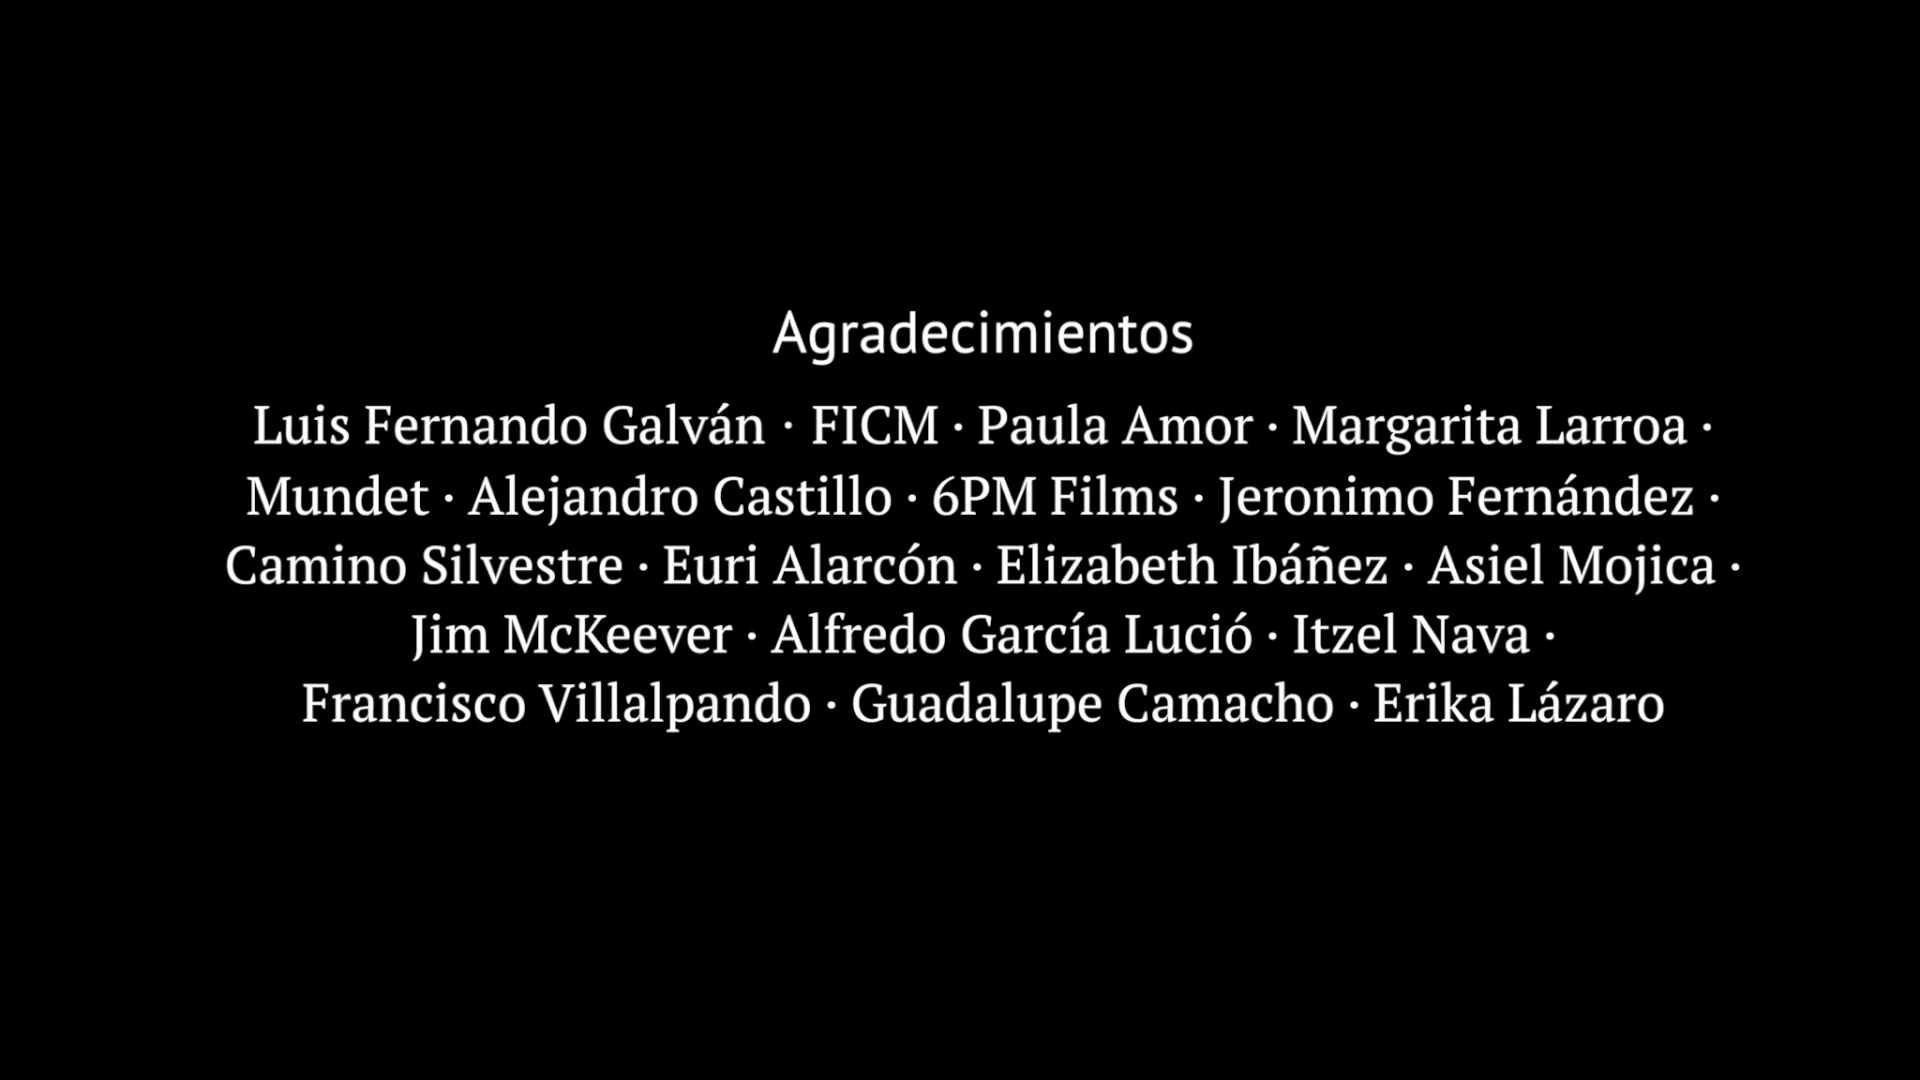 Agradecimientos
Luis Fernando Galván · FICM · Paula Amor · Margarita Larroa ·
Mundet · Alejandro Castillo · 6PM Films · Jeronimo Fernández ·
Camino Silvestre · Euri Alarcón · Elizabeth Ibáñez · Asiel Mojica ·
Jim McKeever · Alfredo García Lució · Itzel Nava ·
Francisco Villalpando · Guadalupe Camacho · Erika Lázaro